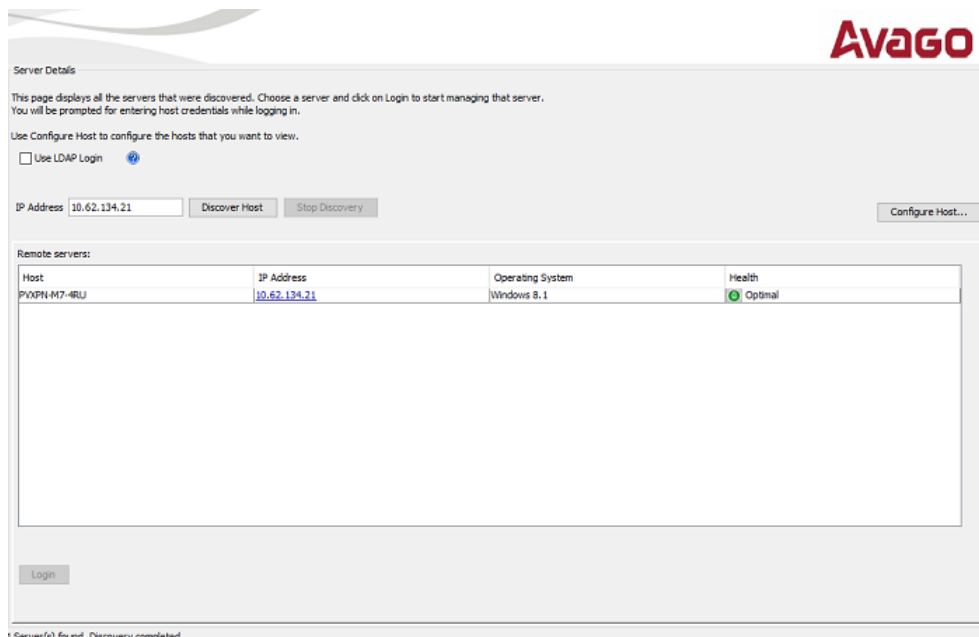 Avago
Server Details
This page displays all the servers that were discovered. Choose a server and click on Login to start managing that server.
You will be prompted for entering host credentials while logging in.
Use Configure Host to configure the hosts that you want to view.
Use LDAP Login
IP Address 10.62.134.21 Discover Host Stop Discovery
Configure Host...
Remote servers:
Host IP Address Operating System Health
PVXPN-M7-4RU 10.62.134.21 Windows 8.1 Optimal
Login
Server(s) found. Discovery completed